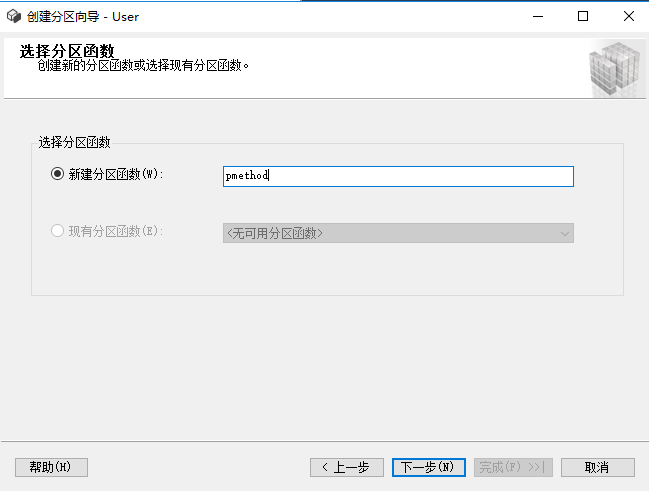 创建分区向导 - User
选择分区函数
创建新的分区函数或选择现有分区函数。
选择分区函数
新建分区函数(W):
pmethod
现有分区函数(E):
<无可用分区函数>
帮助(H)
< 上一步
下一步(N)
完成(F) >>|
取消